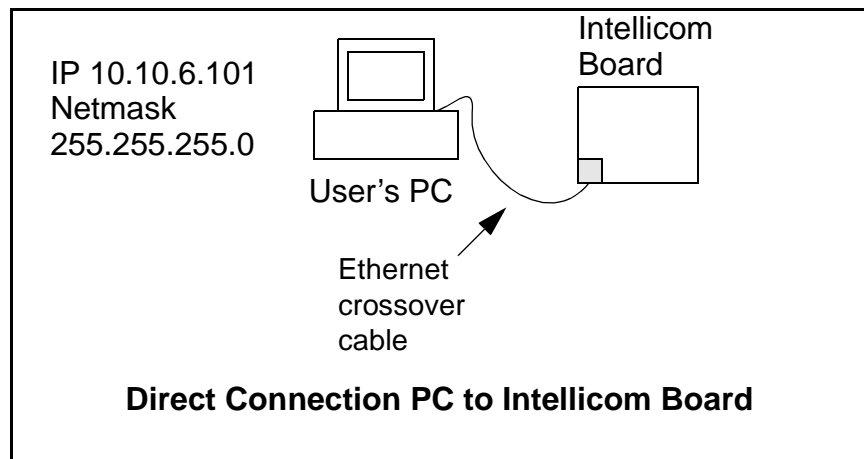 IP 10.10.6.101
Netmask
255.255.255.0
Intellicom
Board
User's PC
Ethernet
crossover
cable
Direct Connection PC to Intellicom Board